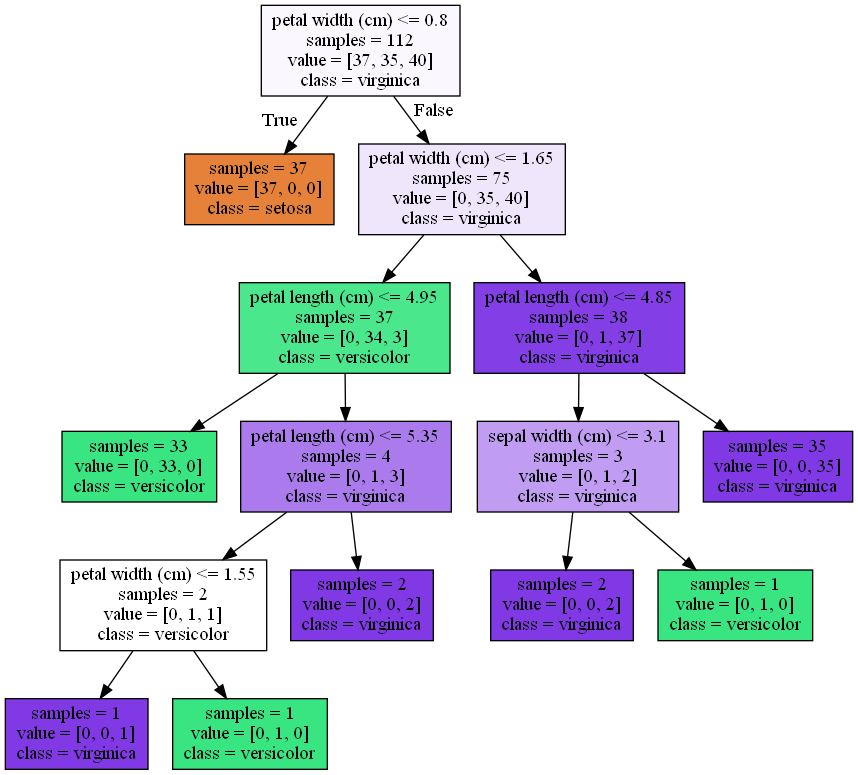 petal width (cm) <= 0.8
samples = 112
value = [37, 35, 40]
class = virginica
True
False
samples = 37
value = [37, 0, 0]
class = setosa
petal width (cm) <= 1.65
samples = 75
value = [0, 35, 40]
class = virginica
petal length (cm) <= 4.95
samples = 37
value = [0, 34, 3]
class = versicolor
petal length (cm) <= 4.85
samples = 38
value = [0, 1, 37]
class = virginica
samples = 33
value = [0, 33, 0]
class = versicolor
petal length (cm) <= 5.35
samples = 4
value = [0, 1, 3]
class = virginica
sepal width (cm) <= 3.1
samples = 3
value = [0, 1, 2]
class = virginica
samples = 35
value = [0, 0, 35]
class = virginica
petal width (cm) <= 1.55
samples = 2
value = [0, 1, 1]
class = versicolor
samples = 2
value = [0, 0, 2]
class = virginica
samples = 2
value = [0, 0, 2]
class = virginica
samples = 1
value = [0, 1, 0]
class = versicolor
samples = 1
value = [0, 0, 1]
class = virginica
samples = 1
value = [0, 1, 0]
class = versicolor